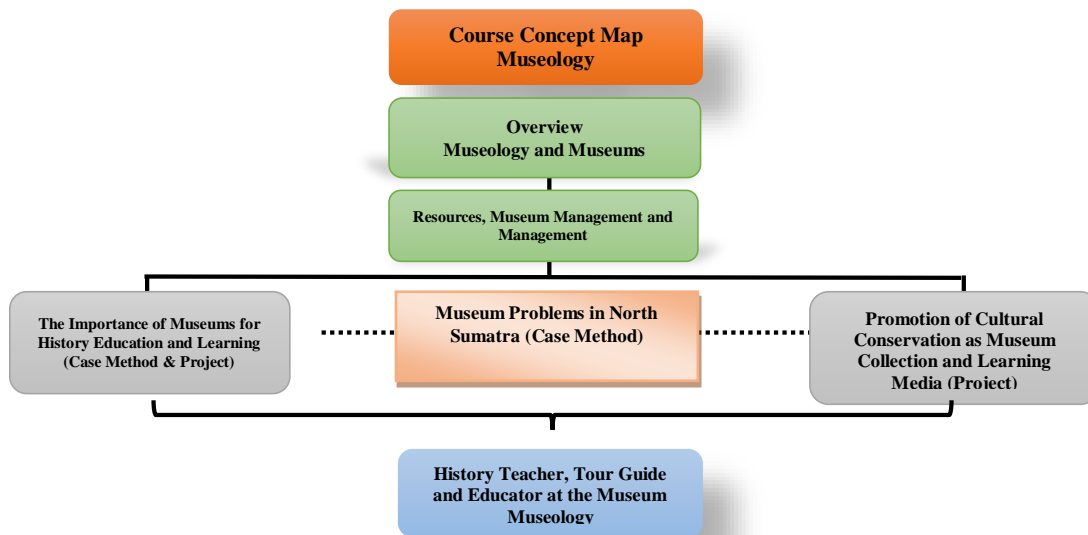 Course Concept Map
Museology
Overview
Museology and Museums
Resources, Museum Management and
Management
The Importance of Museums for
History Education and Learning
(Case Method & Project)
Museum Problems in North
Sumatra (Case Method)
Promotion of Cultural
Conservation as Museum
Collection and Learning
Media (Project)
History Teacher, Tour Guide
and Educator at the Museum
Museology